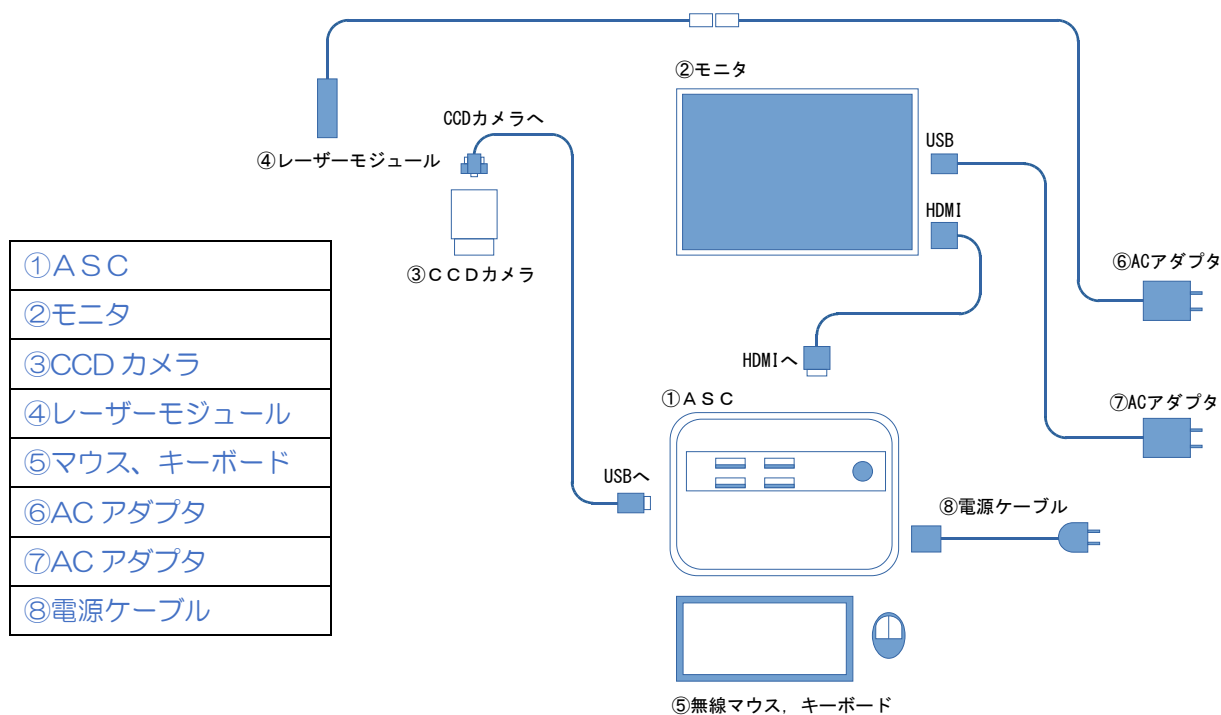 ②モニタ
CCDカメラへ
④レーザーモジュール
USB
HDMI
③ＣＣＤカメラ
⑥ACアダプタ
HDMIへ
①ＡＳＣ
⑦ACアダプタ
USBへ
⑧電源ケーブル
⑤無線マウス，キーボード
①ＡＳＣ
②モニタ
③CCD カメラ
④レーザーモジュール
⑤マウス、キーボード
⑥AC アダプタ
⑦AC アダプタ
⑧電源ケーブル